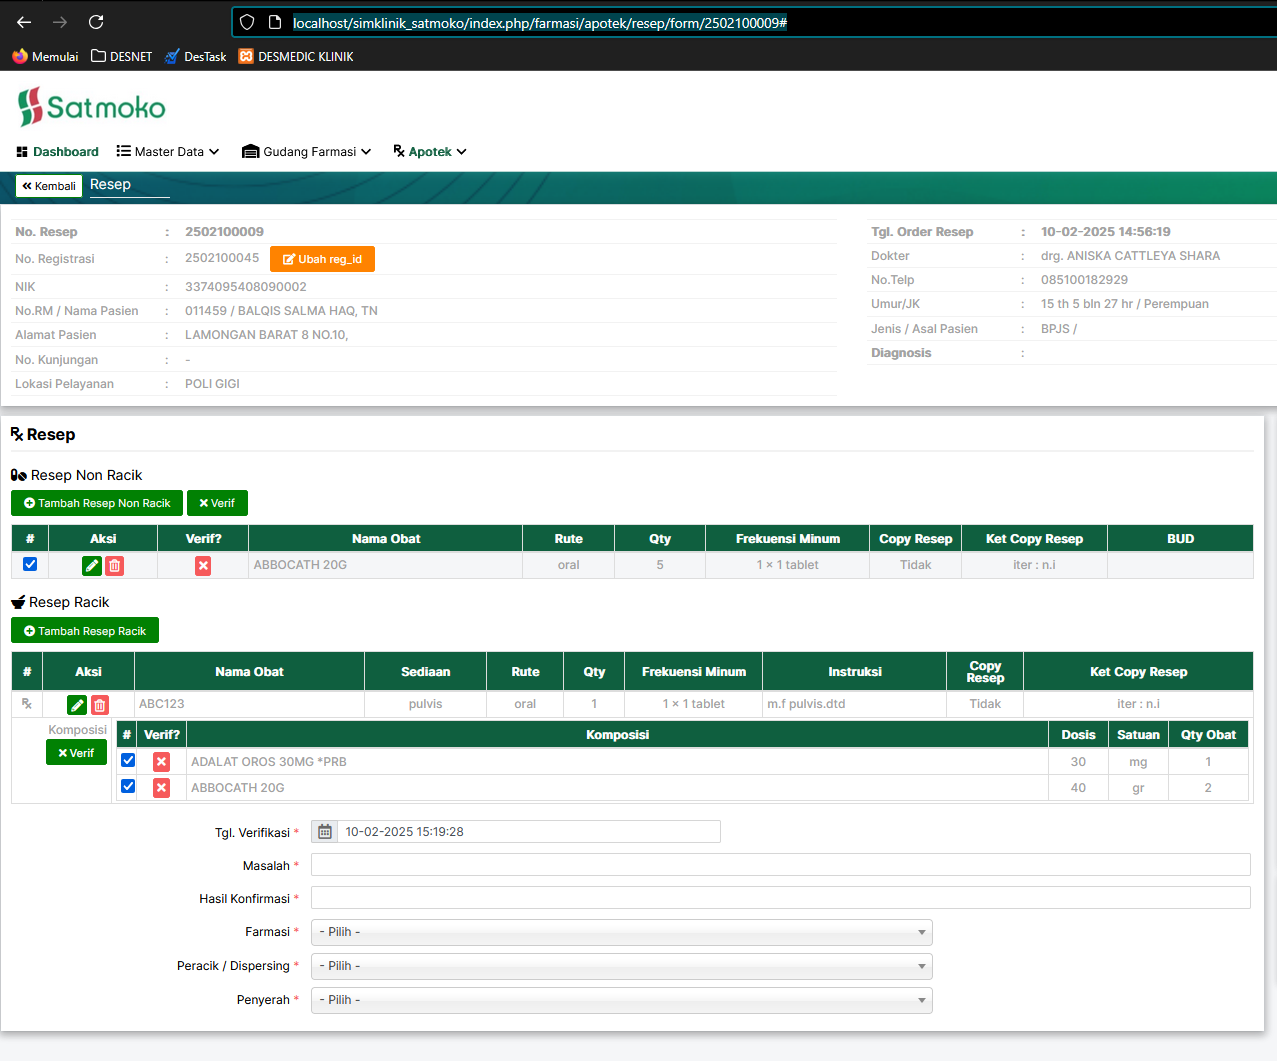 localhost/simklinik_satmoko/index.php/farmasi/apotek/resep/form/2502100009#
Memulai DESNET DesTask DESMEDIC KLINIK
Satmoko
Dashboard Master Data Gudang Farmasi Apotek
Kembali Resep
No. Resep : 2502100009
No. Registrasi : 2502100045 Ubah reg_id
NIK : 3374095408090002
No.RM / Nama Pasien : 011459 / BALQIS SALMA HAQ, TN
Alamat Pasien : LAMONGAN BARAT 8 NO.10,
No. Kunjungan : -
Lokasi Pelayanan : POLI GIGI
Tgl. Order Resep : 10-02-2025 14:56:19
Dokter : drg. ANISKA CATTLEYA SHARA
No.Telp : 085100182929
Umur/JK : 15 th 5 bln 27 hr / Perempuan
Jenis / Asal Pasien : BPJS /
Diagnosis :
Resep
Resep Non Racik
Tambah Resep Non Racik Verif
# Aksi Verif? Nama Obat Rute Qty Frekuensi Minum Copy Resep Ket Copy Resep BUD
ABBOCATH 20G oral 5 1 × 1 tablet Tidak iter : n.i
Resep Racik
Tambah Resep Racik
# Aksi Nama Obat Sediaan Rute Qty Frekuensi Minum Instruksi Copy Resep Ket Copy Resep
ABC123 pulvis oral 1 1 × 1 tablet m.f pulvis.dtd Tidak iter : n.i
Komposisi
Verif
# Verif? Komposisi Dosis Satuan Qty Obat
ADALAT OROS 30MG *PRB 30 mg 1
ABBOCATH 20G 40 gr 2
Tgl. Verifikasi * 10-02-2025 15:19:28
Masalah *
Hasil Konfirmasi *
Farmasi * - Pilih -
Peracik / Dispersing * - Pilih -
Penyerah * - Pilih -